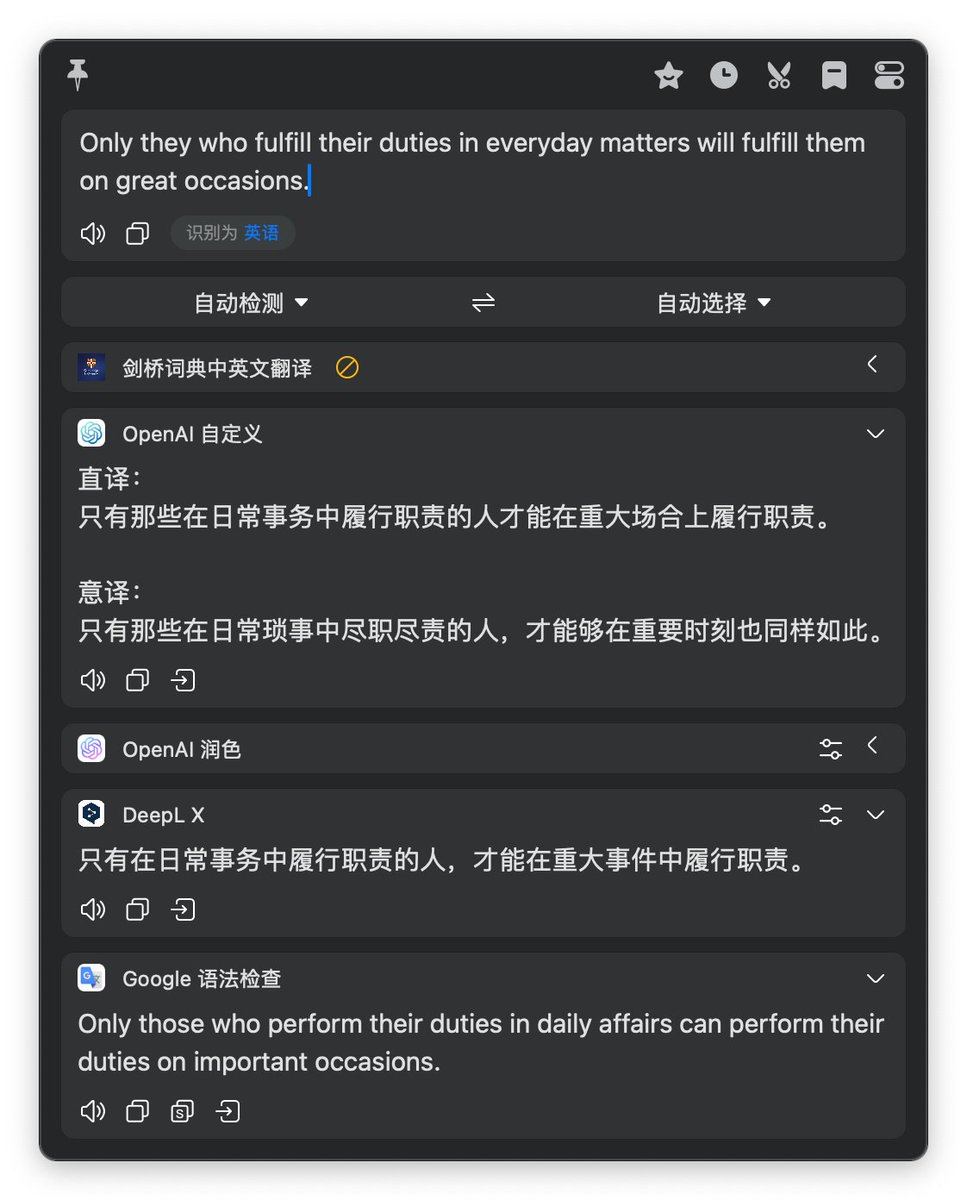 Only they who fulfill their duties in everyday matters will fulfill them
on great occasions.
识别为 英语
自动检测
自动选择
剑桥词典中英文翻译
OpenAI 自定义
直译：
只有那些在日常事务中履行职责的人才能在重大场合上履行职责。
意译：
只有那些在日常琐事中尽职尽责的人，才能够在重要时刻也同样如此。
OpenAI 润色
DeepL X
只有在日常事务中履行职责的人，才能在重大事件中履行职责。
Google 语法检查
Only those who perform their duties in daily affairs can perform their
duties on important occasions.